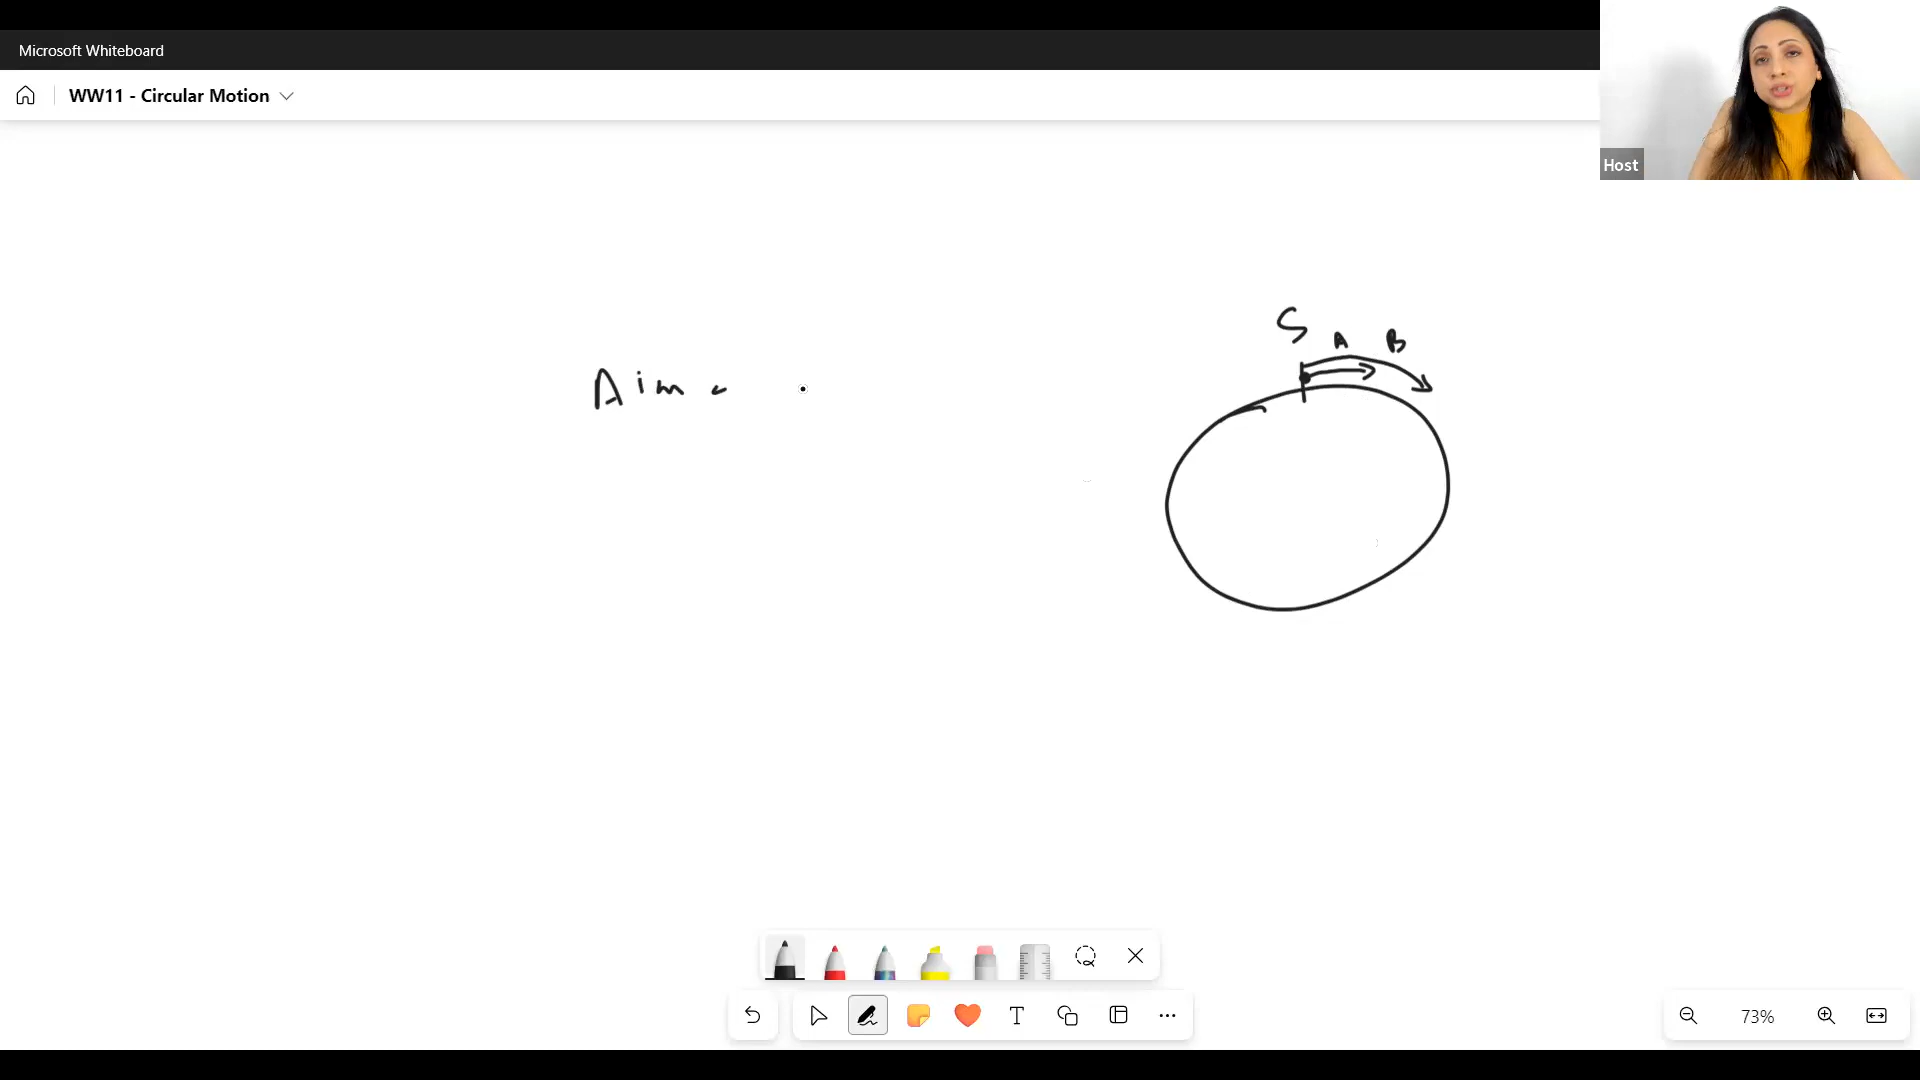 Microsoft Whiteboard
WW11 - Circular Motion
Host
S
A B
Aim
73%